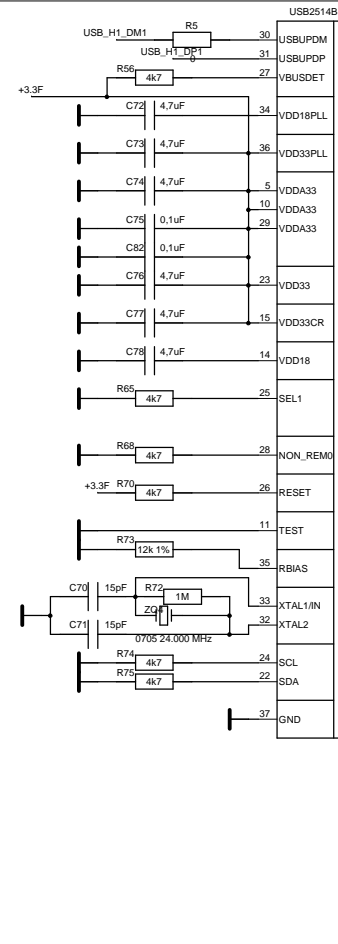 USB2514B
USB_H1_DM1 R5 30 USBUPDM
USB_H1_DP1 0 31 USBUPDP
R56 4k7 27 VBUSDET
+3.3F
C72 4,7uF 34 VDD18PLL
C73 4,7uF 36 VDD33PLL
C74 4,7uF 5 VDDA33
10 VDDA33
C75 0,1uF 29 VDDA33
C82 0,1uF
C76 4,7uF 23 VDD33
C77 4,7uF 15 VDD33CR
C78 4,7uF 14 VDD18
R65 4k7 25 SEL1
R68 4k7 28 NON_REM0
+3.3F R70 4k7 26 RESET
11 TEST
R73 12k 1% 35 RBIAS
C70 15pF R72 1M 33 XTAL1/IN
C71 15pF ZQ4 32 XTAL2
0705 24.000 MHz
R74 4k7 24 SCL
R75 4k7 22 SDA
37 GND